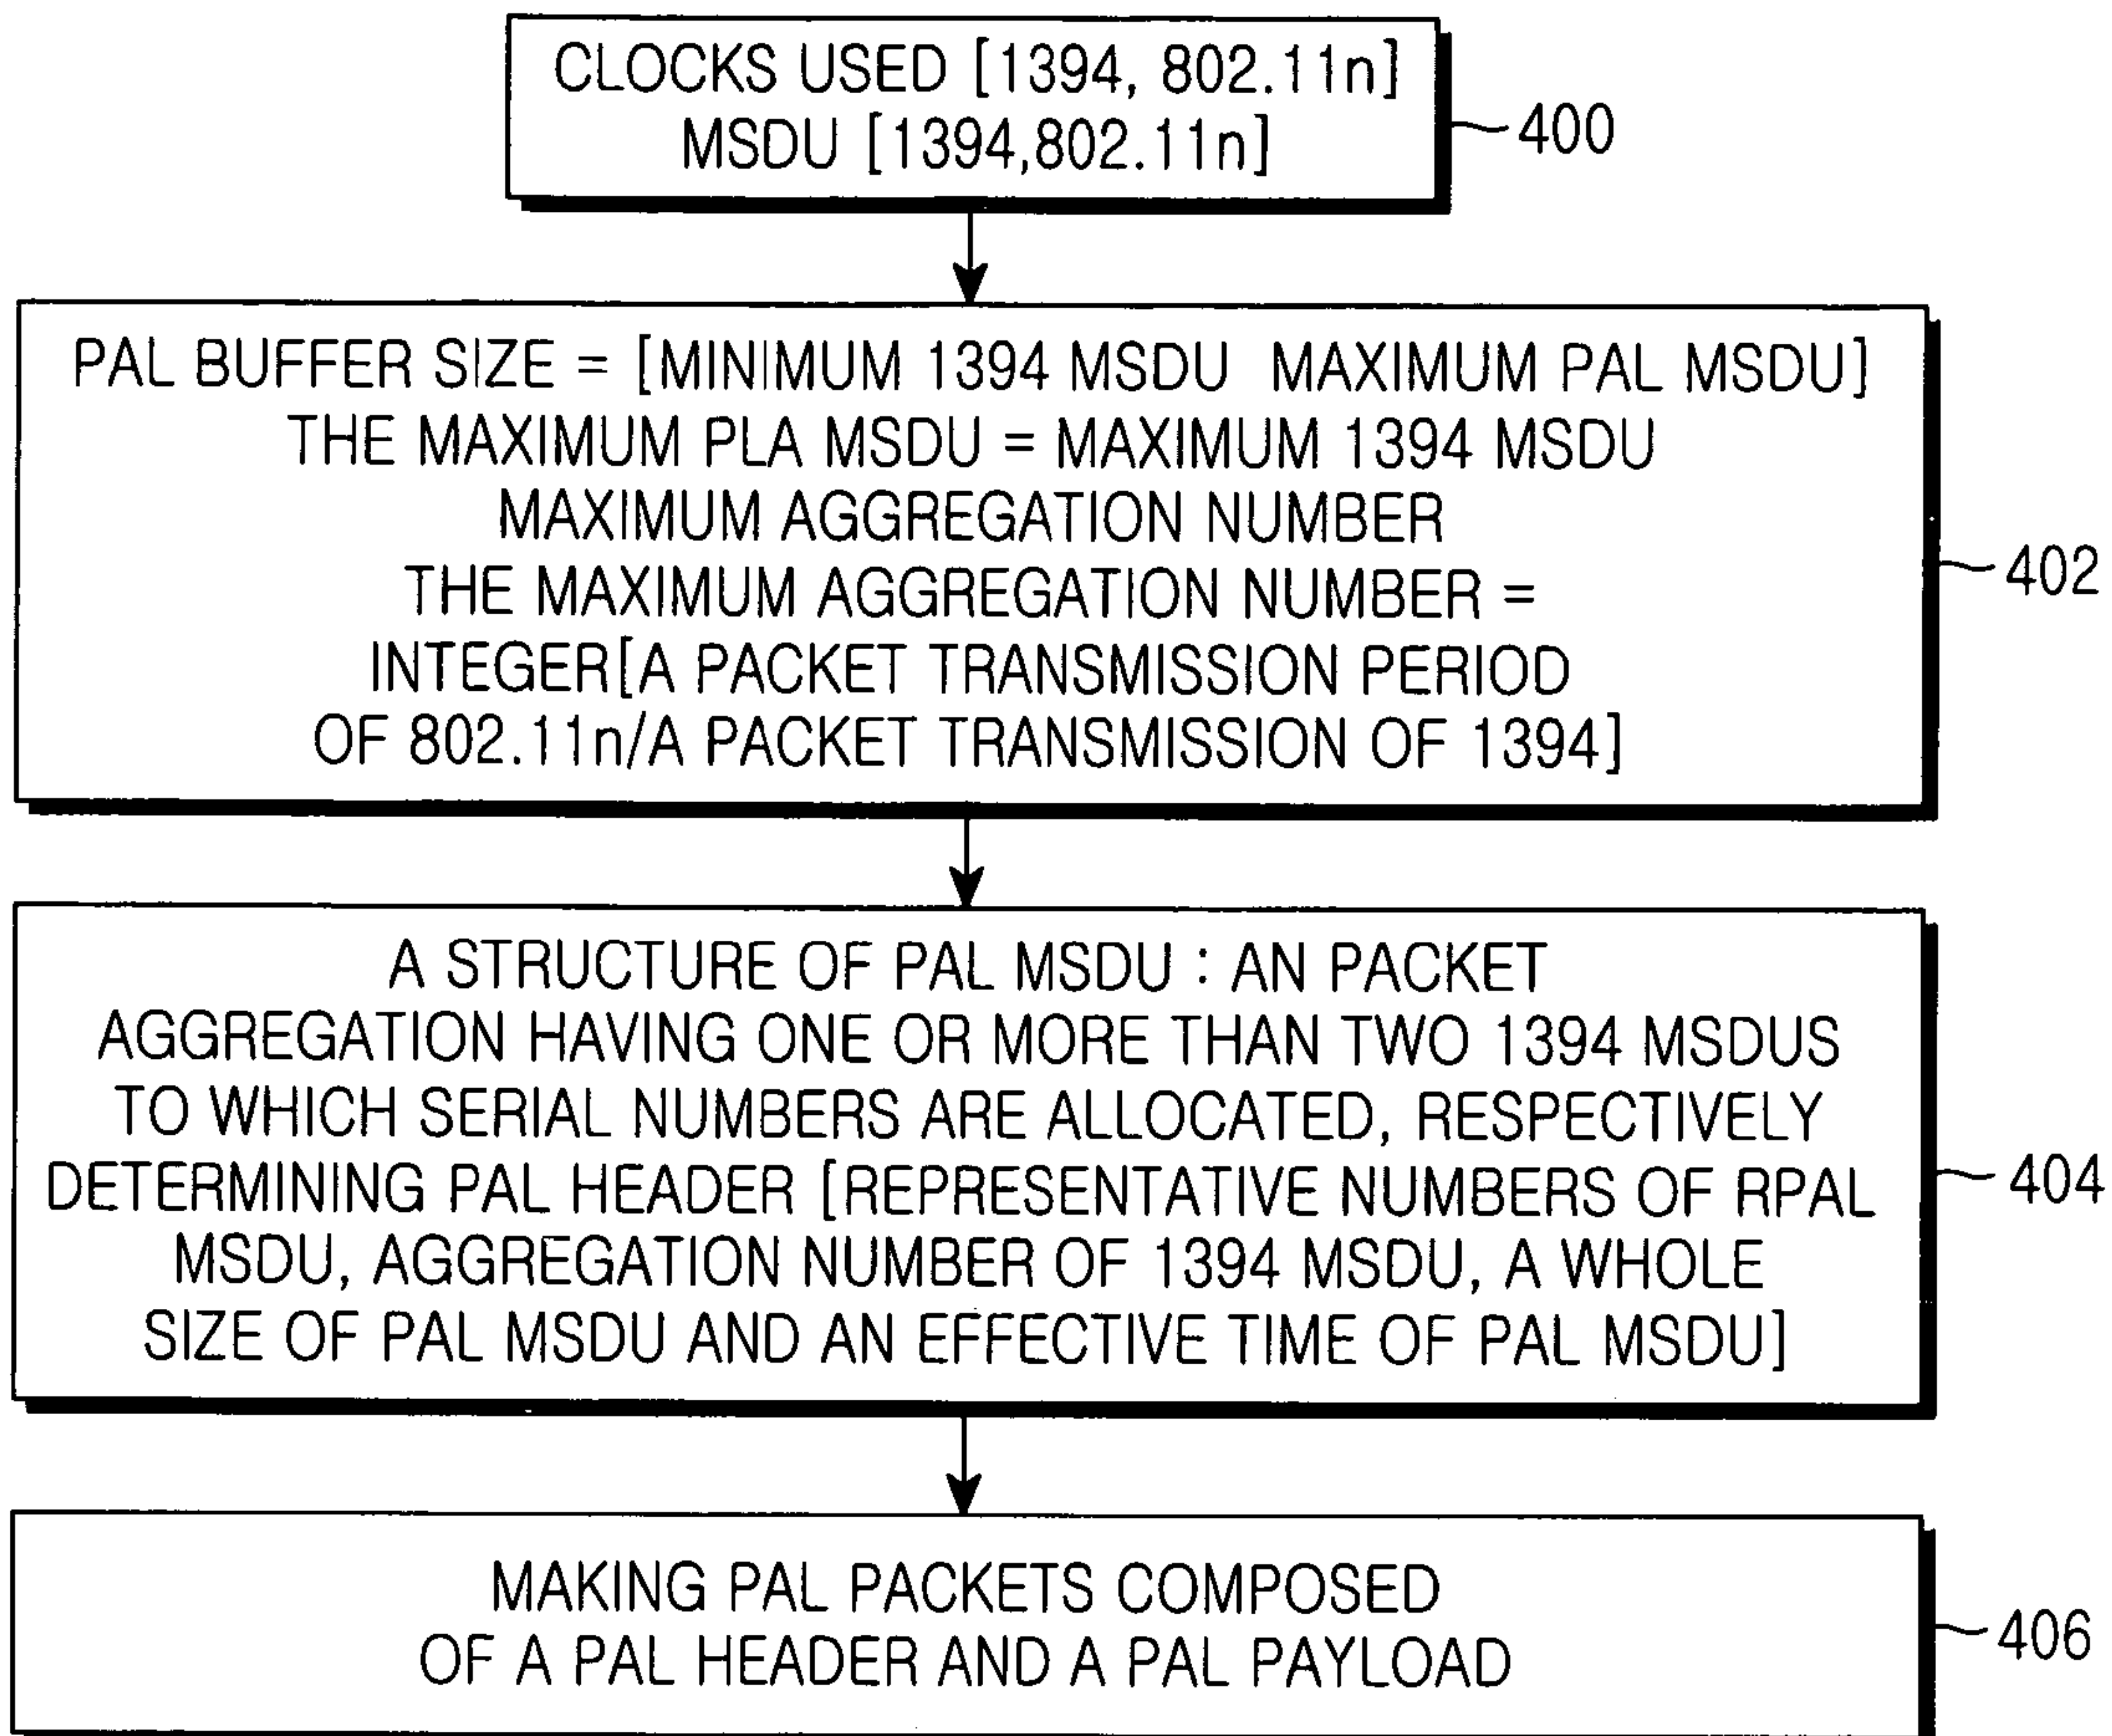 CLOCKS USED [1394, 802.11n]
MSDU [1394,802.11n]
400
PAL BUFFER SIZE = [MINIMUM 1394 MSDU MAXIMUM PAL MSDU]
THE MAXIMUM PLA MSDU = MAXIMUM 1394 MSDU
MAXIMUM AGGREGATION NUMBER
THE MAXIMUM AGGREGATION NUMBER =
INTEGER[A PACKET TRANSMISSION PERIOD
OF 802.11n/A PACKET TRANSMISSION OF 1394]
402
A STRUCTURE OF PAL MSDU : AN PACKET
AGGREGATION HAVING ONE OR MORE THAN TWO 1394 MSDUS
TO WHICH SERIAL NUMBERS ARE ALLOCATED, RESPECTIVELY
DETERMINING PAL HEADER [REPRESENTATIVE NUMBERS OF RPAL
MSDU, AGGREGATION NUMBER OF 1394 MSDU, A WHOLE
SIZE OF PAL MSDU AND AN EFFECTIVE TIME OF PAL MSDU]
404
MAKING PAL PACKETS COMPOSED
OF A PAL HEADER AND A PAL PAYLOAD
406